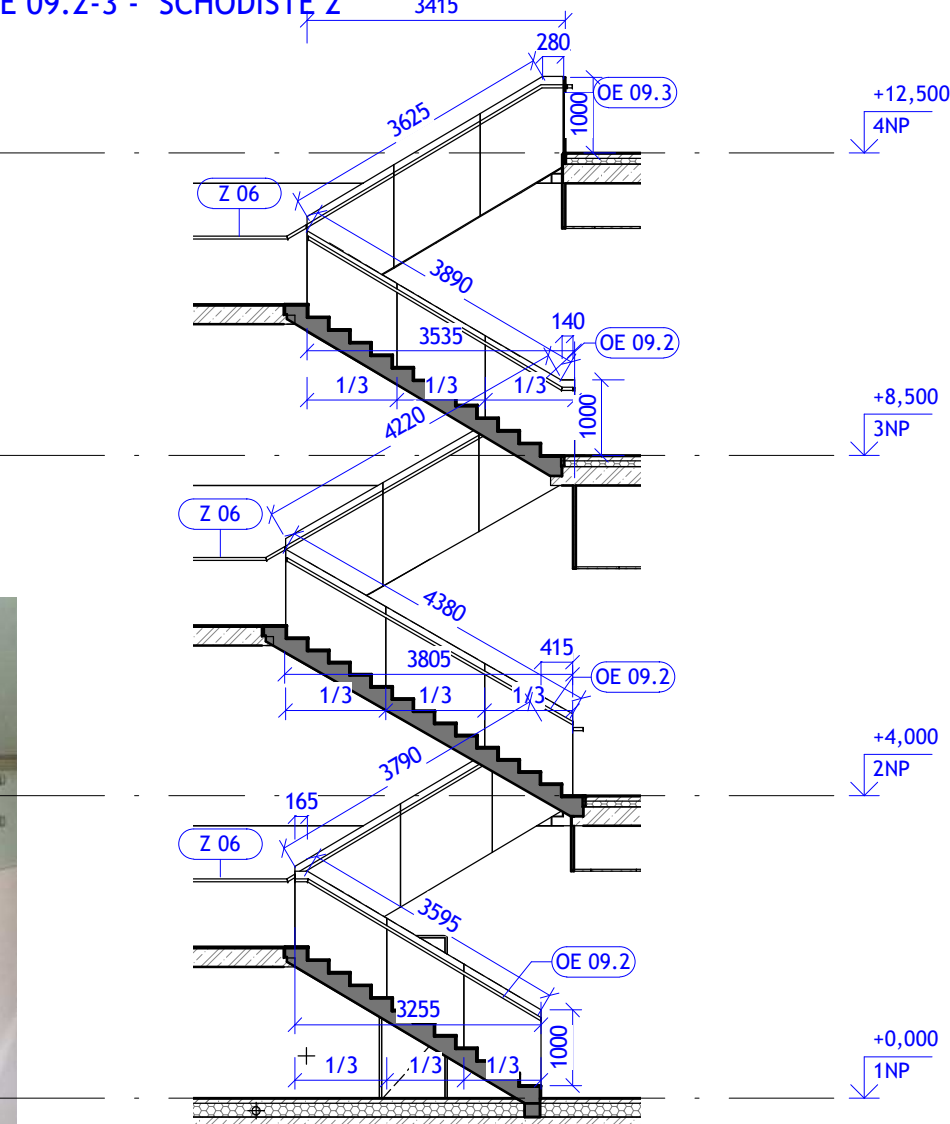 E 09.2-3 - SCHODIŠTĚ 2
3415
280
OE 09.3
1000
3625
+12,500
4NP
Z 06
3890
140
3535
OE 09.2
1/3
1/3
1/3
1000
4220
+8,500
3NP
Z 06
4380
415
3805
OE 09.2
1/3
1/3
1/3
3790
+4,000
2NP
165
Z 06
3595
OE 09.2
3255
1000
1/3
1/3
1/3
+0,000
1NP